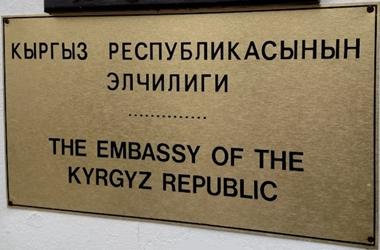 КЫРГЫЗ РЕСПУБЛИКАСЫНЫН
ЭЛЧИЛИГИ
..............
THE EMBASSY OF THE
KYRGYZ REPUBLIC